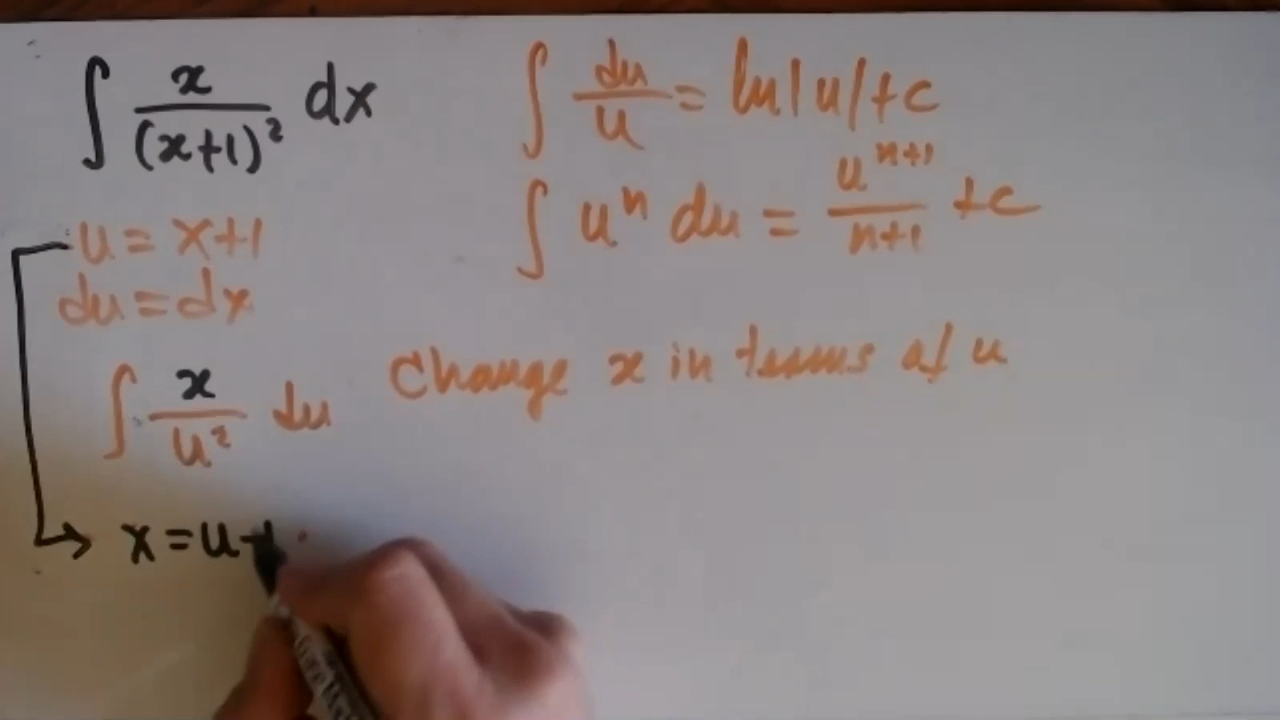 ∫ x/(x+1)² dx
u = x+1
du = dx
∫ x/u² du
x = u-1
∫ du/u = ln|u|+c
∫ uⁿ du = uⁿ⁺¹/n+1 +c
Change x in terms of u